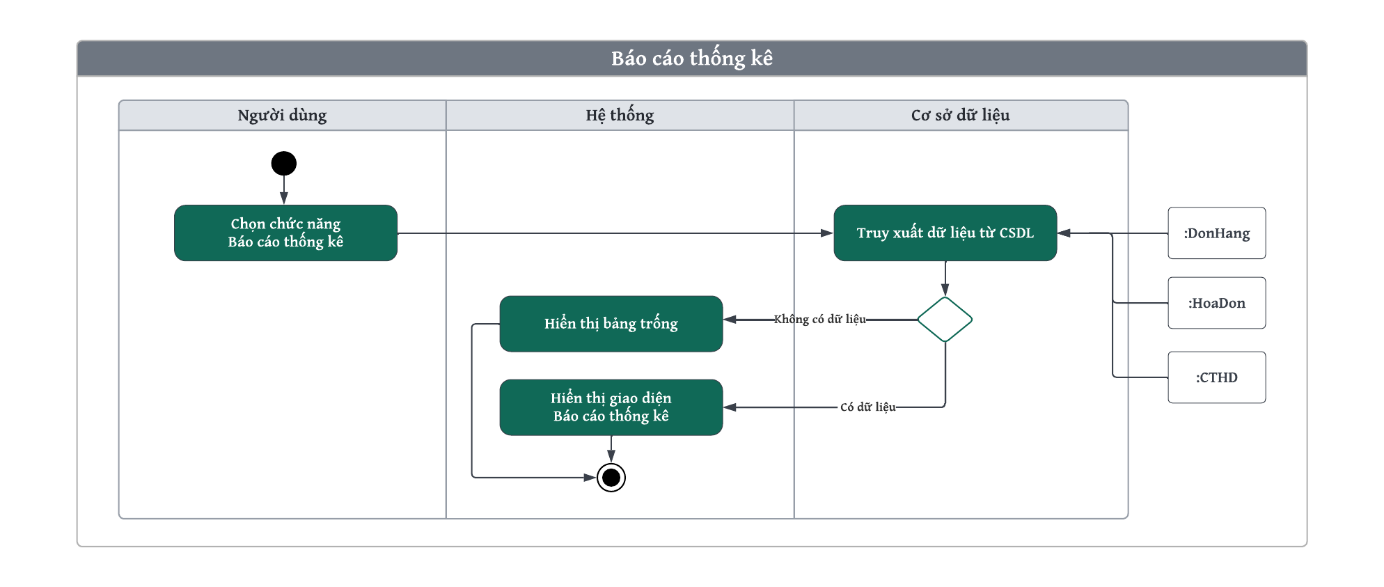 Báo cáo thống kê
Người dùng
Hệ thống
Cơ sở dữ liệu
Chọn chức năng
Báo cáo thống kê
Truy xuất dữ liệu từ CSDL
:DonHang
:HoaDon
:CTHD
Hiển thị bảng trống
Không có dữ liệu
Hiển thị giao diện
Báo cáo thống kê
Có dữ liệu